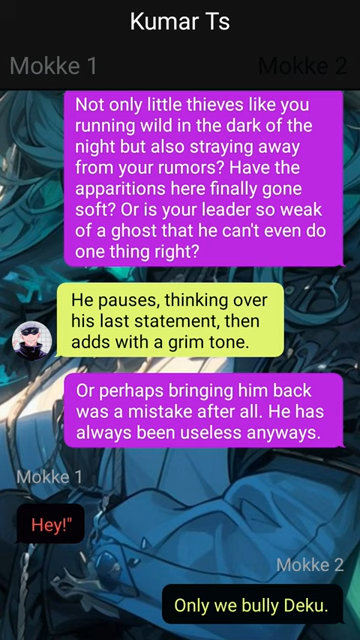 Kumar Ts
Mokke 1 Mokke 2
Not only little thieves like you
running wild in the dark of the
night but also straying away
from your rumors? Have the
apparitions here finally gone
soft? Or is your leader so weak
of a ghost that he can't even do
one thing right?
He pauses, thinking over
his last statement, then
adds with a grim tone.
Or perhaps bringing him back
was a mistake after all. He has
always been useless anyways.
Mokke 1
Hey!"
Mokke 2
Only we bully Deku.